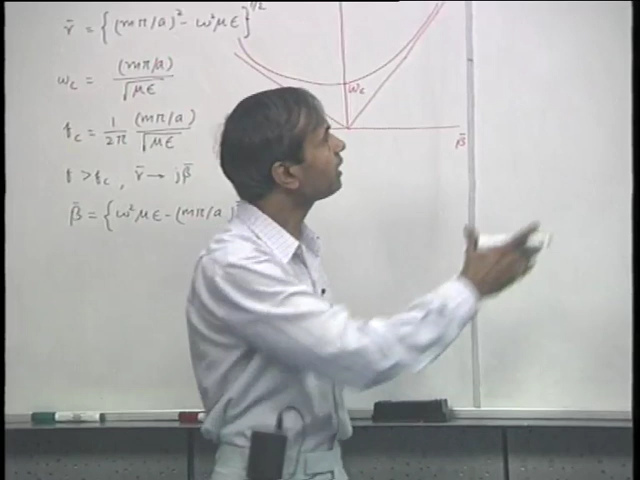 γ̄ = {(mπ/a)² - ω²με}^1/2
ω_c = (mπ/a)/√με
f_c = 1/2π (mπ/a)/√με
f > f_c, γ̄ → jβ̄
β̄ = {ω²με - (mπ/a)
ω_c
β̄